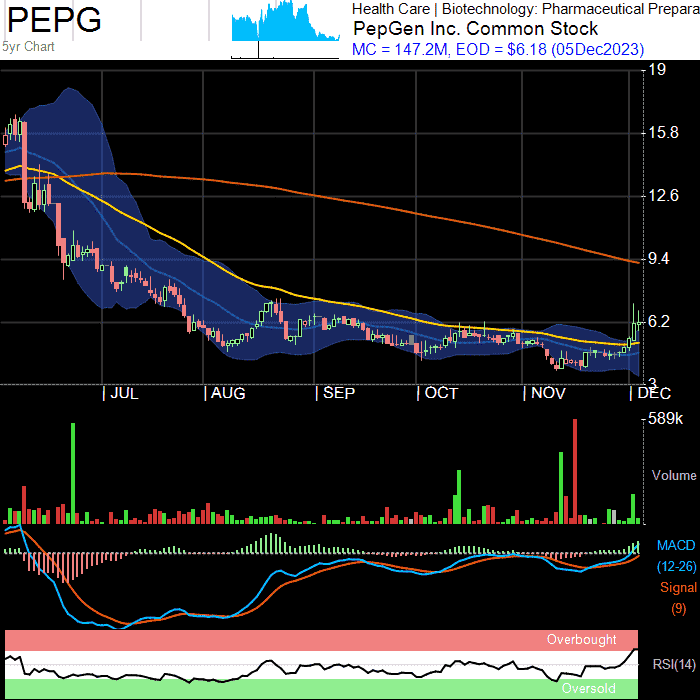 PEPG
5yr Chart
Health Care | Biotechnology: Pharmaceutical Prepara
PepGen Inc. Common Stock
MC = 147.2M, EOD = $6.18 (05Dec2023)
19
15.8
12.6
9.4
6.2
3
JUL
AUG
SEP
OCT
NOV
DEC
589k
Volume
MACD
(12-26)
Signal
(9)
Overbought
RSI(14)
Oversold